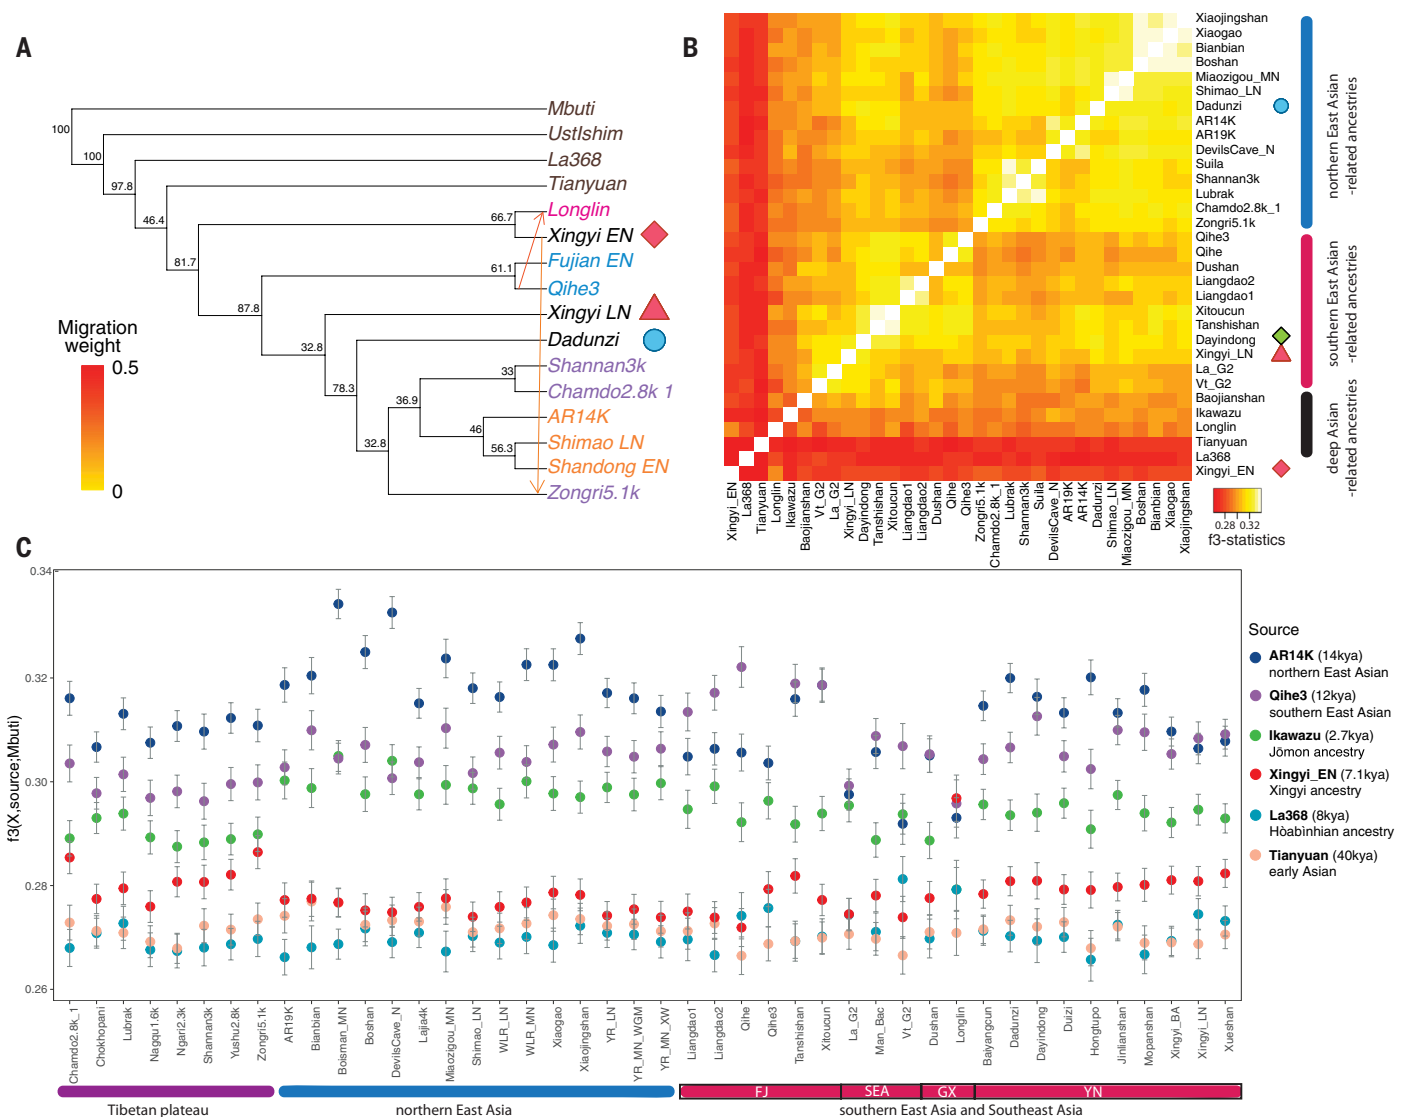 A
Mbuti
UstIshim
La368
Tianyuan
Longlin
Xingyi EN
Fujian EN
Qihe3
Xingyi LN
Dadunzi
Shannan3k
Chamdo2.8k 1
AR14K
Shimao LN
Shandong EN
Zongri5.1k
100
100
97.8
46.4
81.7
66.7
87.8
61.1
32.8
78.3
32.8
36.9
33
46
56.3
Migration
weight
0.5
0
B
Xiaojingshan
Xiaogao
Bianbian
Boshan
Miaozigou_MN
Shimao_LN
Dadunzi
AR14K
AR19K
DevilsCave_N
Suila
Shannan3k
Lubrak
Chamdo2.8k_1
Zongri5.1k
Qihe3
Qihe
Dushan
Liangdao2
Liangdao1
Xitoucun
Tanshishan
Dayindong
Xingyi_LN
La_G2
Vt_G2
Baojianshan
Ikawazu
Longlin
Tianyuan
La368
Xingyi_EN
northern East Asian
-related ancestries
southern East Asian
-related ancestries
deep Asian
-related ancestries
Xingyi_EN
La368
Tianyuan
Longlin
Ikawazu
Baojianshan
Vt_G2
La_G2
Xingyi_LN
Dayindong
Tanshishan
Xitoucun
Liangdao1
Liangdao2
Dushan
Qihe
Qihe3
Zongri5.1k
Chamdo2.8k_1
Lubrak
Shannan3k
Suila
DevilsCave_N
AR19K
AR14K
Dadunzi
Shimao_LN
Miaozigou_MN
Boshan
Bianbian
Xiaogao
Xiaojingshan
0.28 0.32
f3-statistics
C
f3(X,source;Mbuti)
0.34
0.32
0.30
0.28
0.26
Chamdo2.8k_1
Chokhopani
Lubrak
Nagqu1.6k
Ngari2.3k
Shannan3k
Yushu2.8k
Zongri5.1k
AR19K
Bianbian
Boisman_MN
Boshan
DevilsCave_N
Lajia4k
Miaozigou_MN
Shimao_LN
WLR_LN
WLR_MN
Xiaogao
Xiaojingshan
YR_LN
YR_MN_WGM
YR_MN_XW
Liangdao1
Liangdao2
Qihe
Qihe3
Tanshishan
Xitoucun
La_G2
Man_Bac
Vt_G2
Dushan
Longlin
Baiyangcun
Dadunzi
Dayindong
Duizi
Hongtupo
Jinlianshan
Mopanshan
Xingyi_BA
Xingyi_LN
Xueshan
FJ
SEA
GX
YN
Tibetan plateau
northern East Asia
southern East Asia and Southeast Asia
Source
AR14K (14kya)
northern East Asian
Qihe3 (12kya)
southern East Asian
Ikawazu (2.7kya)
Jōmon ancestry
Xingyi_EN (7.1kya)
Xingyi ancestry
La368 (8kya)
Hòabìnhian ancestry
Tianyuan (40kya)
early Asian